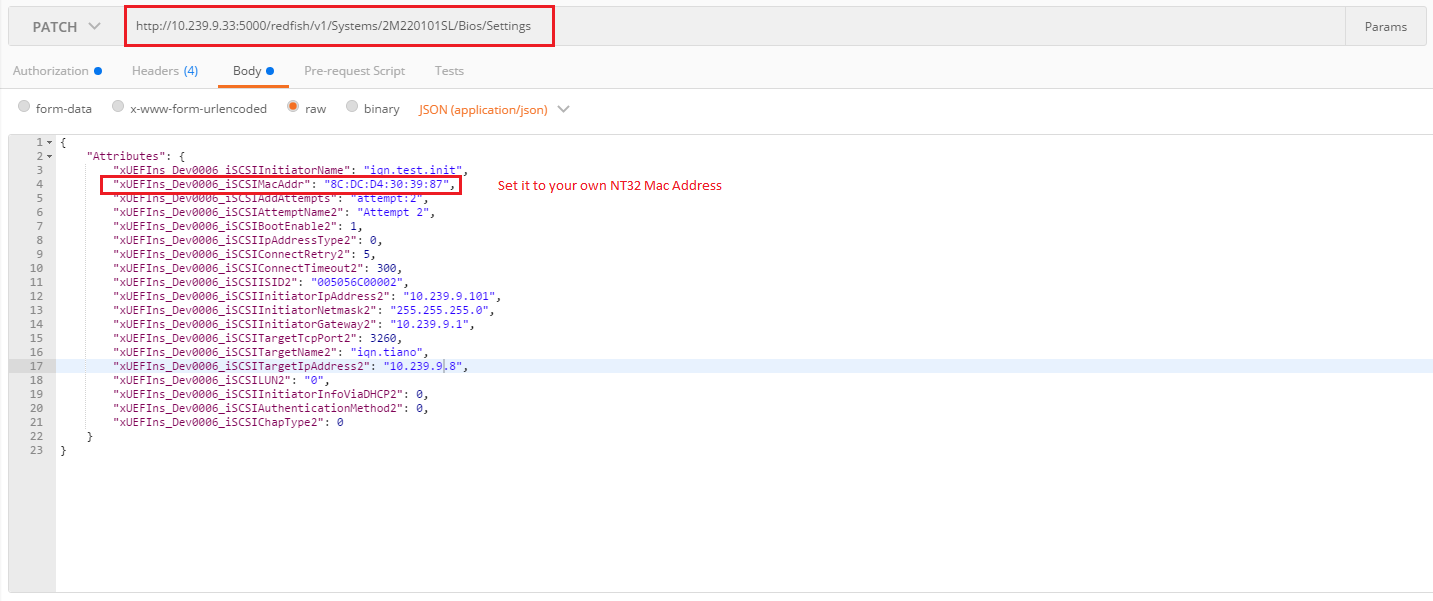 PATCH http://10.239.9.33:5000/redfish/v1/Systems/2M220101SL/Bios/Settings Params
Authorization Headers (4) Body Pre-request Script Tests
form-data x-www-form-urlencoded raw binary JSON (application/json)
1 {
2 "Attributes": {
3 "xUEFIns_Dev0006_iSCSIInitiatorName": "iqn.test.init",
4 "xUEFIns_Dev0006_iSCSIMacAddr": "8C:DC:D4:30:39:87", Set it to your own NT32 Mac Address
5 "xUEFIns_Dev0006_iSCSIAddAttempts": "attempt:2",
6 "xUEFIns_Dev0006_iSCSIAttemptName2": "Attempt 2",
7 "xUEFIns_Dev0006_iSCSIBootEnable2": 1,
8 "xUEFIns_Dev0006_iSCSIIpAddressType2": 0,
9 "xUEFIns_Dev0006_iSCSIConnectRetry2": 5,
10 "xUEFIns_Dev0006_iSCSIConnectTimeout2": 300,
11 "xUEFIns_Dev0006_iSCSIISID2": "005056C00002",
12 "xUEFIns_Dev0006_iSCSIInitiatorIpAddress2": "10.239.9.101",
13 "xUEFIns_Dev0006_iSCSIInitiatorNetmask2": "255.255.255.0",
14 "xUEFIns_Dev0006_iSCSIInitiatorGateway2": "10.239.9.1",
15 "xUEFIns_Dev0006_iSCSITargetTcpPort2": 3260,
16 "xUEFIns_Dev0006_iSCSITargetName2": "iqn.tiano",
17 "xUEFIns_Dev0006_iSCSITargetIpAddress2": "10.239.9.8",
18 "xUEFIns_Dev0006_iSCSILUN2": "0",
19 "xUEFIns_Dev0006_iSCSIInitiatorInfoViaDHCP2": 0,
20 "xUEFIns_Dev0006_iSCSIAuthenticationMethod2": 0,
21 "xUEFIns_Dev0006_iSCSIChapType2": 0
22 }
23 }